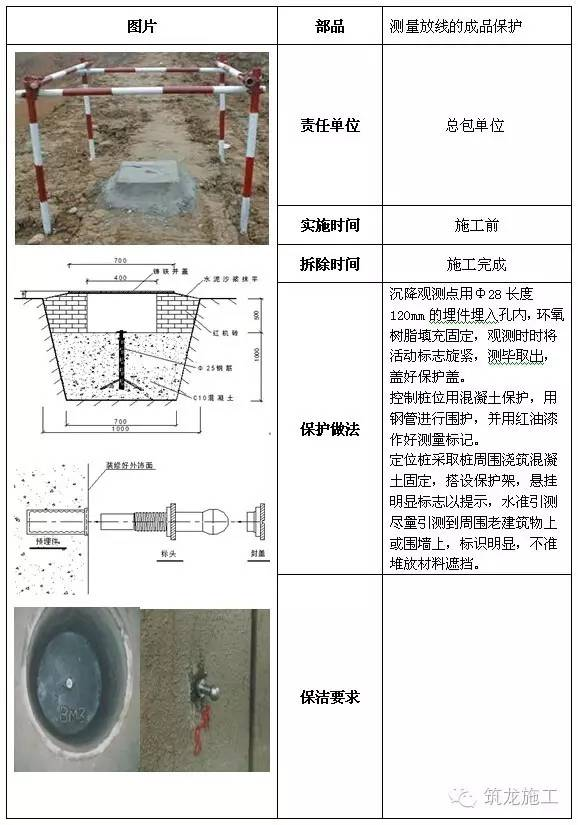 图片 部品 测量放线的成品保护
责任单位 总包单位
实施时间 施工前
拆除时间 施工完成
700
铸铁井盖
400
水泥沙浆抹平
500
红机砖
1000
Φ25钢筋
C10混凝土
700
1000
装修好外饰面
预埋件
标头
封盖
BM3
保护做法
沉降观测点用Φ28长度
120mm的埋件埋入孔内,环氧
树脂填充固定,观测时时将
活动标志旋紧,测毕取出,
盖好保护盖。
控制桩位用混凝土保护,用
钢管进行围护,并用红油漆
作好测量标记。
定位桩采取桩周围浇筑混凝
土固定,搭设保护架,悬挂
明显标志以提示,水准引测
尽量引测到周围老建筑物上
或围墙上,标识明显,不准
堆放材料遮挡。
保洁要求
筑龙施工